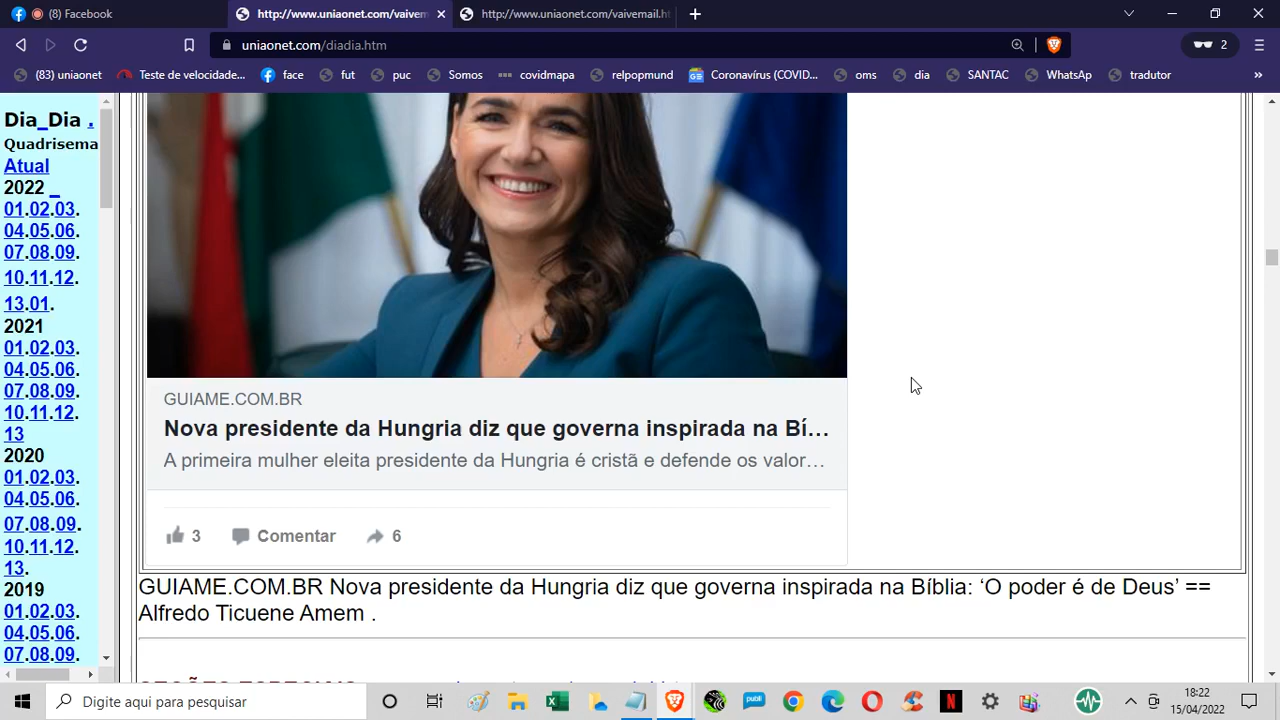 (8) Facebook
http://www.uniaonet.com/vaivem
http://www.uniaonet.com/vaivemail.h
uniaonet.com/diadia.htm
2
(83) uniaonet
Teste de velocidade...
face
fut
puc
Somos
covidmapa
relpopmund
Coronavírus (COVID...
oms
dia
SANTAC
WhatsAp
tradutor
»
Dia_Dia .
Quadrisema
Atual
2022 _
01.02.03.
04.05.06.
07.08.09.
10.11.12.
13.01.
2021
01.02.03.
04.05.06.
07.08.09.
10.11.12.
13
2020
01.02.03.
04.05.06.
07.08.09.
10.11.12.
13.
2019
01.02.03.
04.05.06.
07.08.09.
GUIAME.COM.BR
Nova presidente da Hungria diz que governa inspirada na Bí...
A primeira mulher eleita presidente da Hungria é cristã e defende os valor...
3 Comentar 6
GUIAME.COM.BR Nova presidente da Hungria diz que governa inspirada na Bíblia: ‘O poder é de Deus’ ==
Alfredo Ticuene Amem .
Digite aqui para pesquisar
publi
N
18:22
15/04/2022